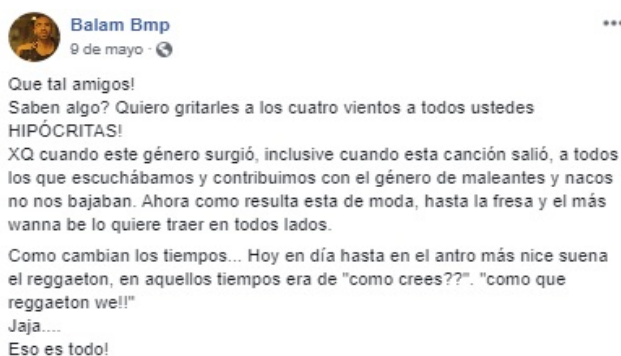 Balam Bmp
9 de mayo ·
Que tal amigos!
Saben algo? Quiero gritarles a los cuatro vientos a todos ustedes
HIPÓCRITAS!
XQ cuando este género surgió, inclusive cuando esta canción salió, a todos
los que escuchábamos y contribuimos con el género de maleantes y nacos
no nos bajaban. Ahora como resulta esta de moda, hasta la fresa y el más
wanna be lo quiere traer en todos lados.
Como cambian los tiempos... Hoy en día hasta en el antro más nice suena
el reggaeton, en aquellos tiempos era de "como crees??". "como que
reggaeton we!!"
Jaja....
Eso es todo!